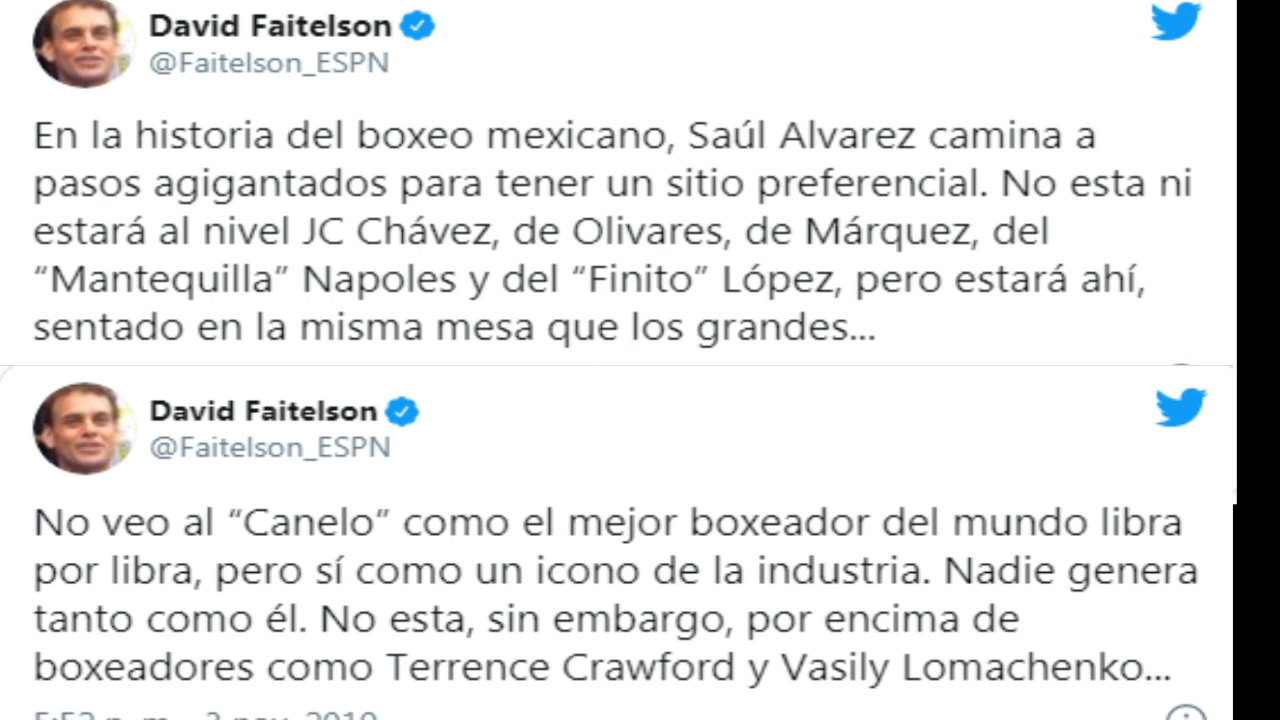 David Faitelson
@Faitelson_ESPN
En la historia del boxeo mexicano, Saúl Alvarez camina a
pasos agigantados para tener un sitio preferencial. No esta ni
estará al nivel JC Chávez, de Olivares, de Márquez, del
“Mantequilla” Napoles y del “Finito” López, pero estará ahí,
sentado en la misma mesa que los grandes...
David Faitelson
@Faitelson_ESPN
No veo al “Canelo” como el mejor boxeador del mundo libra
por libra, pero sí como un icono de la industria. Nadie genera
tanto como él. No esta, sin embargo, por encima de
boxeadores como Terrence Crawford y Vasily Lomachenko...